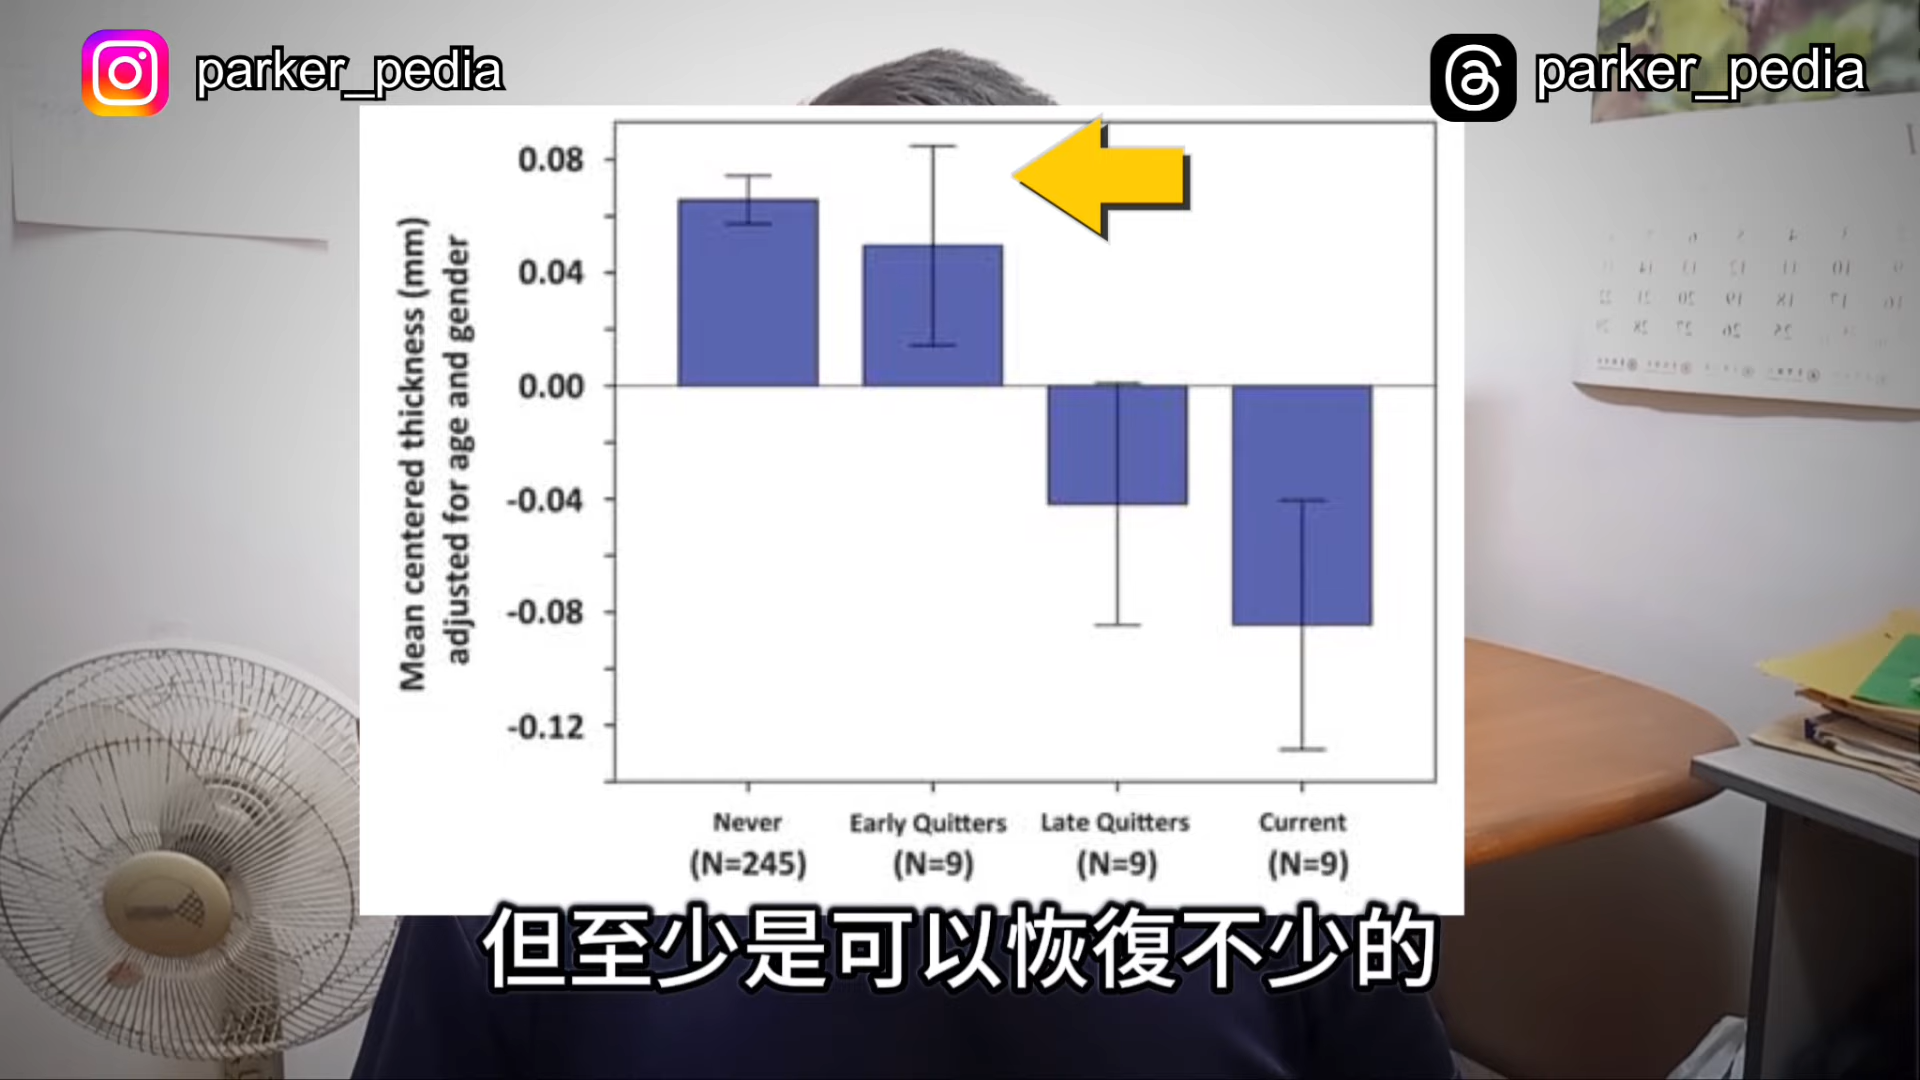 parker_pedia
parker_pedia
0.08
0.04
0.00
-0.04
-0.08
-0.12
Mean centered thickness (mm)
adjusted for age and gender
Never
(N=245)
Early Quitters
(N=9)
Late Quitters
(N=9)
Current
(N=9)
但至少是可以恢復不少的